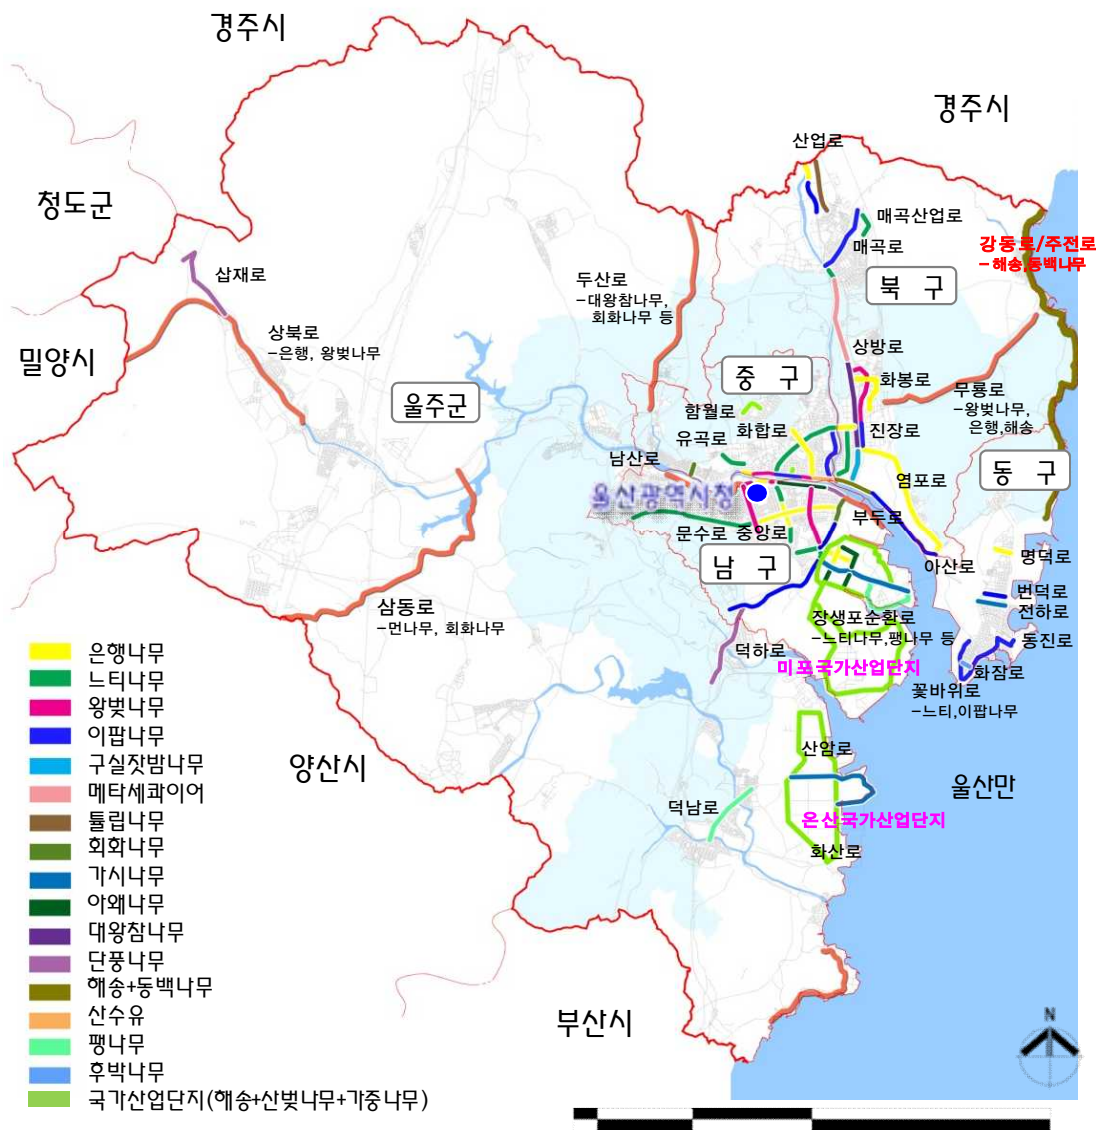 경주시
경주시
산업로
청도군
매곡산업로
강동로/주전로
-해송,동백나무
매곡로
삽재로
두산로
-대왕참나무,
회화나무 등
북 구
상북로
-은행, 왕벚나무
밀양시
상방로
중 구
화봉로
울주군
무룡로
-왕벚나무,
은행,해송
함월로
유곡로
화합로
진장로
남산로
염포로
동 구
울산광역시청
부두로
문수로
중앙로
남 구
아산로
명덕로
번덕로
전하로
삼동로
-먼나무, 회화나무
장생포순환로
-느티나무,팽나무 등
동진로
덕하로
미포국가산업단지
화잠로
꽃바위로
-느티,이팝나무
은행나무
느티나무
왕벚나무
이팝나무
구실잣밤나무
메타세콰이어
튤립나무
회화나무
가시나무
아왜나무
대왕참나무
단풍나무
해송+동백나무
산수유
팽나무
후박나무
국가산업단지(해송+산벚나무+가중나무)
양산시
산암로
울산만
덕남로
온산국가산업단지
화산로
부산시
N